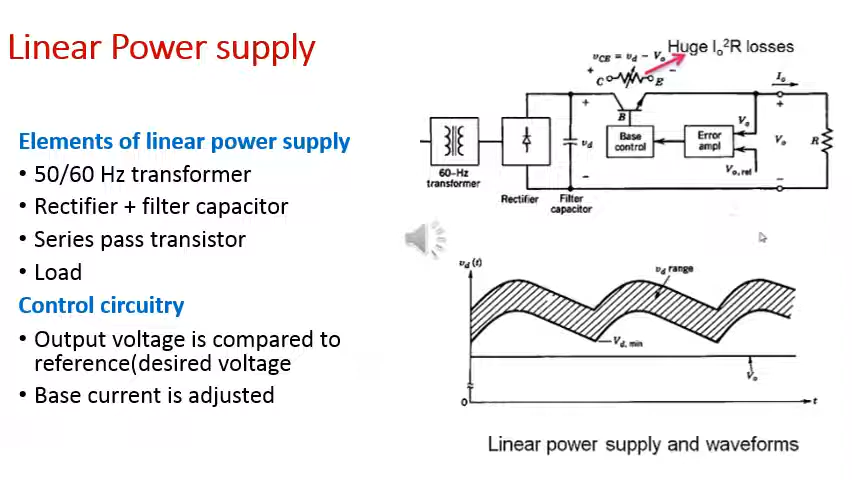 Linear Power supply
Elements of linear power supply
• 50/60 Hz transformer
• Rectifier + filter capacitor
• Series pass transistor
• Load
Control circuitry
• Output voltage is compared to
reference(desired voltage
• Base current is adjusted
Huge Io²R losses
vCE = vd − Vo
+ −
C E
B
Io
+
vd
−
Base
control
Error
ampl
Vo
Vo, ref
+
Vo
−
R
60-Hz
transformer
Rectifier
Filter
capacitor
vd (t)
vd range
Vd, min
Vo
0
t
Linear power supply and waveforms